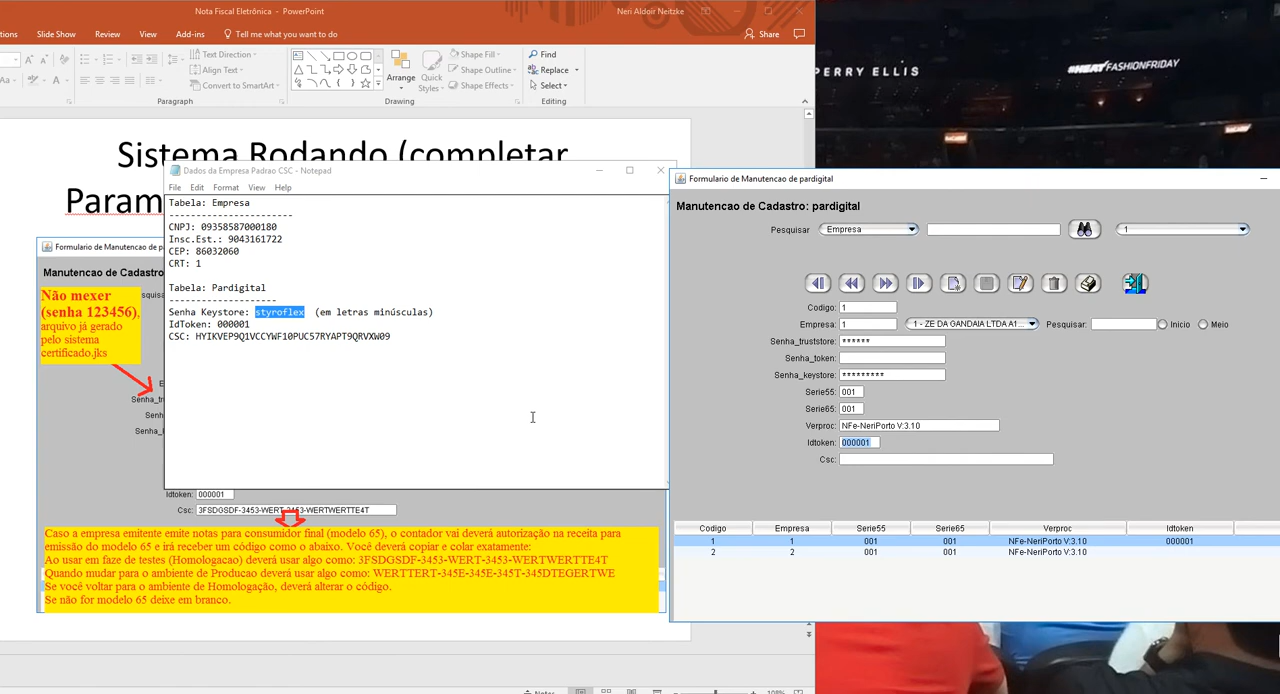 Nota Fiscal Eletrônica - PowerPoint
Neri Aldoir Neitzke
tions Slide Show Review View Add-ins Tell me what you want to do
Share
Text Direction
Align Text
Convert to SmartArt
Paragraph
Arrange
Quick
Styles
Shape Fill
Shape Outline
Shape Effects
Drawing
Find
Replace
Select
Editing
PERRY ELLIS
#HEATFASHIONFRIDAY
Sistema Rodando (completar
Param
Dados da Empresa Padrao CSC - Notepad
File Edit Format View Help
Tabela: Empresa
-----------------------
CNPJ: 09358587000180
Insc.Est.: 9043161722
CEP: 86032060
CRT: 1
Tabela: Pardigital
--------------------
Senha Keystore: styroflex (em letras minúsculas)
IdToken: 000001
CSC: HYIKVEP9Q1VCCYWF10PUC57RYAPT9QRVXW09
Formulario de Manutencao de pa
Manutencao de Cadastro
Não mexer
(senha 123456),
arquivo já gerado
pelo sistema
certificado.jks
esquisa
E
Senha_tru
Senh
Senha_k
000001
Idtoken:
Csc: 3FSDGSDF-3453-WERT-3453-WERTWERTTE4T
Caso a empresa emitente emite notas para consumidor final (modelo 65), o contador vai deverá autorização na receita para
emissão do modelo 65 e irá receber um código como o abaixo. Você deverá copiar e colar exatamente:
Ao usar em faze de testes (Homologacao) deverá usar algo como: 3FSDGSDF-3453-WERT-3453-WERTWERTTE4T
Quando mudar para o ambiente de Producao deverá usar algo como: WERTTERT-345E-345E-345T-345DTEGERTWE
Se você voltar para o ambiente de Homologação, deverá alterar o código.
Se não for modelo 65 deixe em branco.
Formulario de Manutencao de pardigital
Manutencao de Cadastro: pardigital
Pesquisar Empresa 1
Codigo: 1
Empresa: 1 1 - ZE DA GANDAIA LTDA A1... Pesquisar: Inicio Meio
Senha_truststore: ******
Senha_token:
Senha_keystore: *********
Serie55: 001
Serie65: 001
Verproc: NFe-NeriPorto V:3.10
Idtoken: 000001
Csc:
Codigo Empresa Serie55 Serie65 Verproc Idtoken
1 1 001 001 NFe-NeriPorto V:3.10 000001
2 2 001 001 NFe-NeriPorto V:3.10
Notes
108%